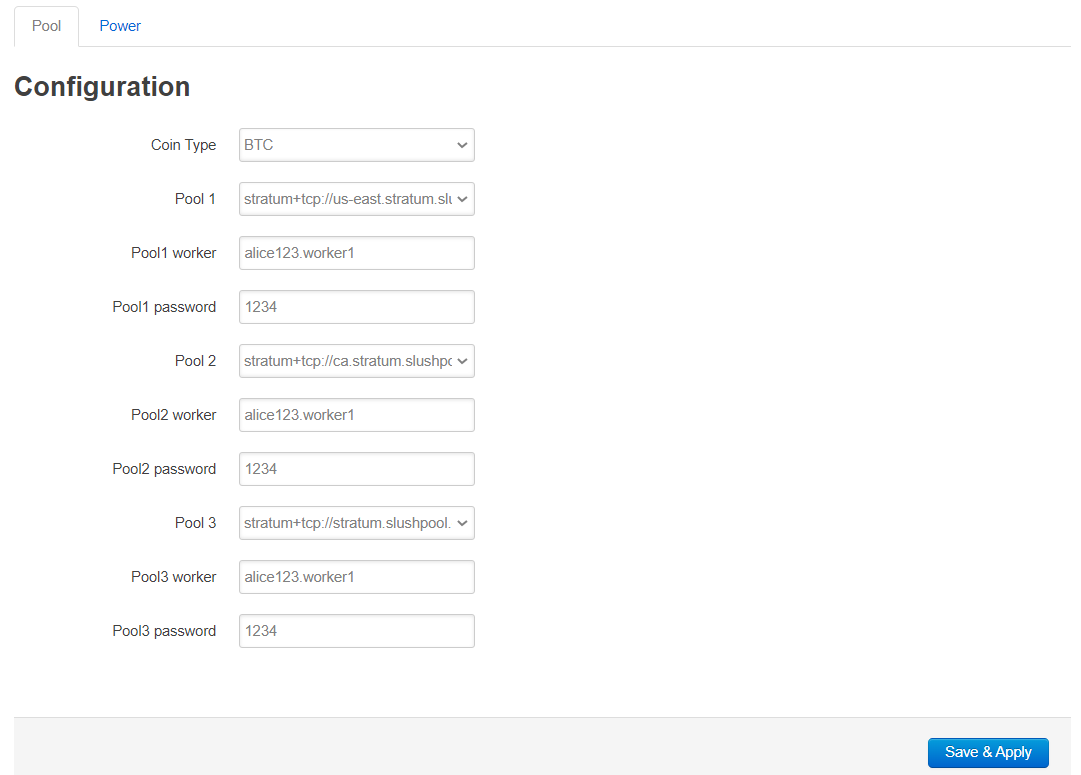 Pool Power
Configuration
Coin Type BTC
Pool 1 stratum+tcp://us-east.stratum.slu
Pool1 worker alice123.worker1
Pool1 password 1234
Pool 2 stratum+tcp://ca.stratum.slushpo
Pool2 worker alice123.worker1
Pool2 password 1234
Pool 3 stratum+tcp://stratum.slushpool.
Pool3 worker alice123.worker1
Pool3 password 1234
Save & Apply